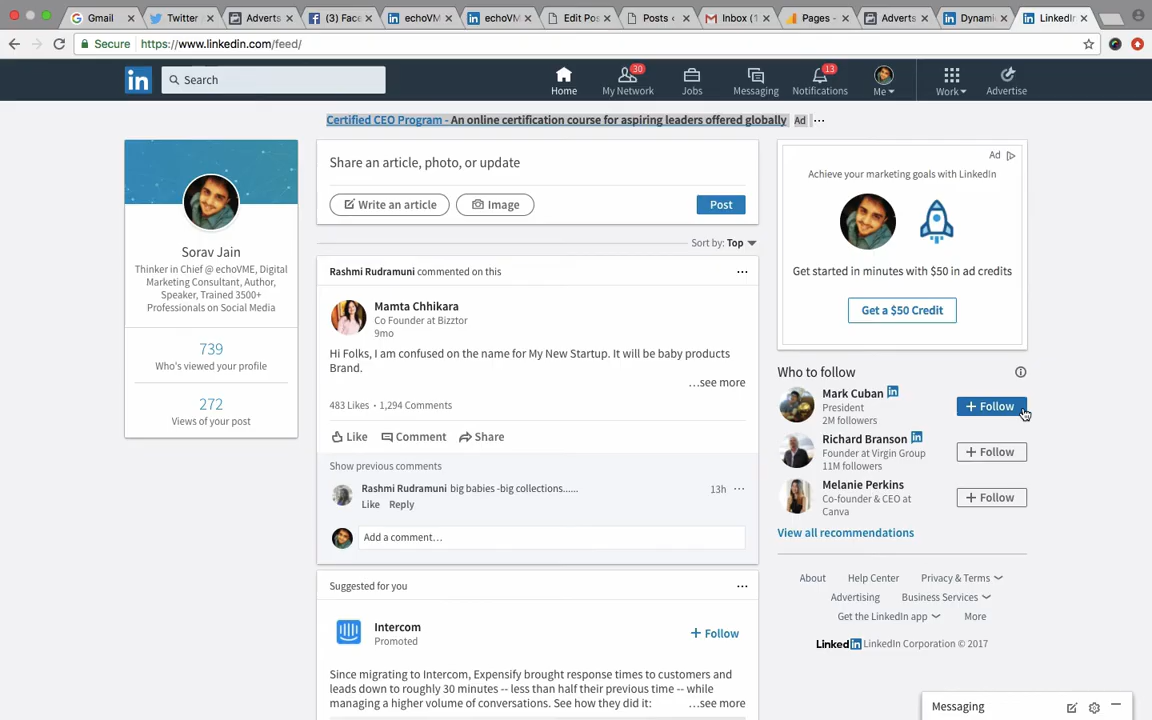 Gmail
Twitter
Adverts
(3) Face
echoVM
echoVM
Edit Pos
Posts
Inbox (1
Pages -
Adverts
Dynami
LinkedIn
Secure
https://www.linkedin.com/feed/
in
Search
Home
30
My Network
Jobs
Messaging
13
Notifications
Me
Work
Advertise
Certified CEO Program - An online certification course for aspiring leaders offered globally Ad ...
Sorav Jain
Thinker in Chief @ echoVME, Digital
Marketing Consultant, Author,
Speaker, Trained 3500+
Professionals on Social Media
739
Who's viewed your profile
272
Views of your post
Share an article, photo, or update
Write an article
Image
Post
Sort by: Top
Rashmi Rudramuni commented on this
Mamta Chhikara
Co Founder at Bizztor
9mo
Hi Folks, I am confused on the name for My New Startup. It will be baby products
Brand.
...see more
483 Likes • 1,294 Comments
Like
Comment
Share
Show previous comments
Rashmi Rudramuni big babies -big collections......
13h
Like Reply
Add a comment...
Suggested for you
Intercom
Promoted
+ Follow
Since migrating to Intercom, Expensify brought response times to customers and
leads down to roughly 30 minutes -- less than half their previous time -- while
managing a higher volume of conversations. See how they did it:
...see more
Ad
Achieve your marketing goals with LinkedIn
Get started in minutes with $50 in ad credits
Get a $50 Credit
Who to follow
Mark Cuban in
President
2M followers
+ Follow
Richard Branson in
Founder at Virgin Group
11M followers
+ Follow
Melanie Perkins
Co-founder & CEO at
Canva
+ Follow
View all recommendations
About
Help Center
Privacy & Terms
Advertising
Business Services
Get the LinkedIn app
More
LinkedIn LinkedIn Corporation © 2017
Messaging